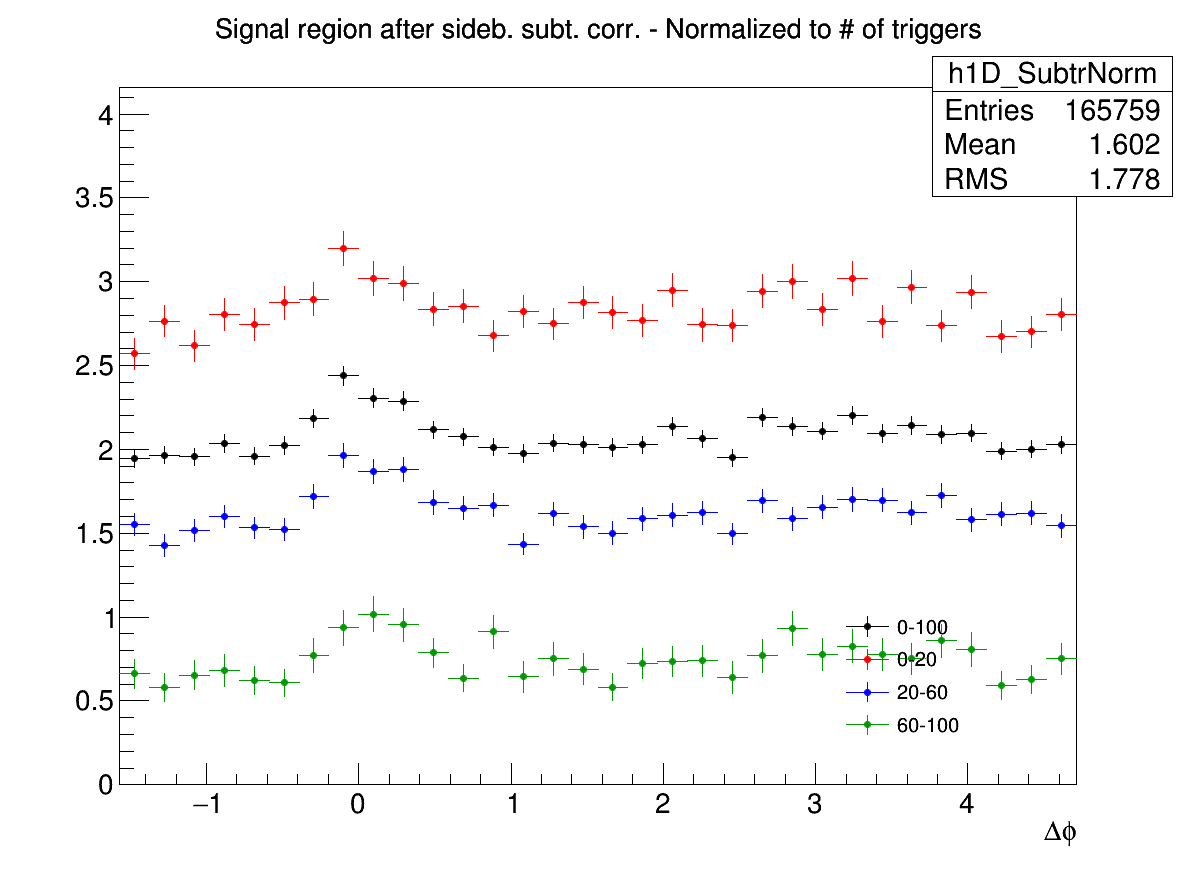 Signal region after sideb. subt. corr. - Normalized to # of triggers
h1D_SubtrNorm
Entries 165759
Mean 1.602
RMS 1.778
4
3.5
3
2.5
2
1.5
1
0.5
0
0-100
0-20
20-60
60-100
−1 0 1 2 3 4
Δϕ